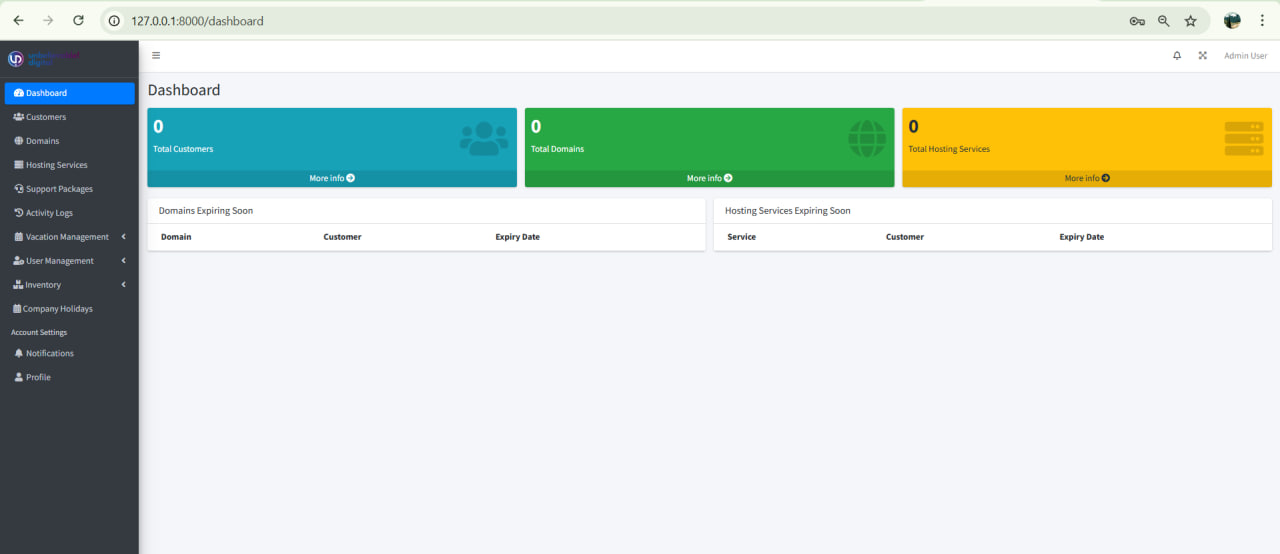 127.0.0.1:8000/dashboard
Admin User
Dashboard
Customers
Domains
Hosting Services
Support Packages
Activity Logs
Vacation Management
User Management
Inventory
Company Holidays
Account Settings
Notifications
Profile
Dashboard
0
Total Customers
More info
0
Total Domains
More info
0
Total Hosting Services
More info
Domains Expiring Soon
Domain Customer Expiry Date
Hosting Services Expiring Soon
Service Customer Expiry Date